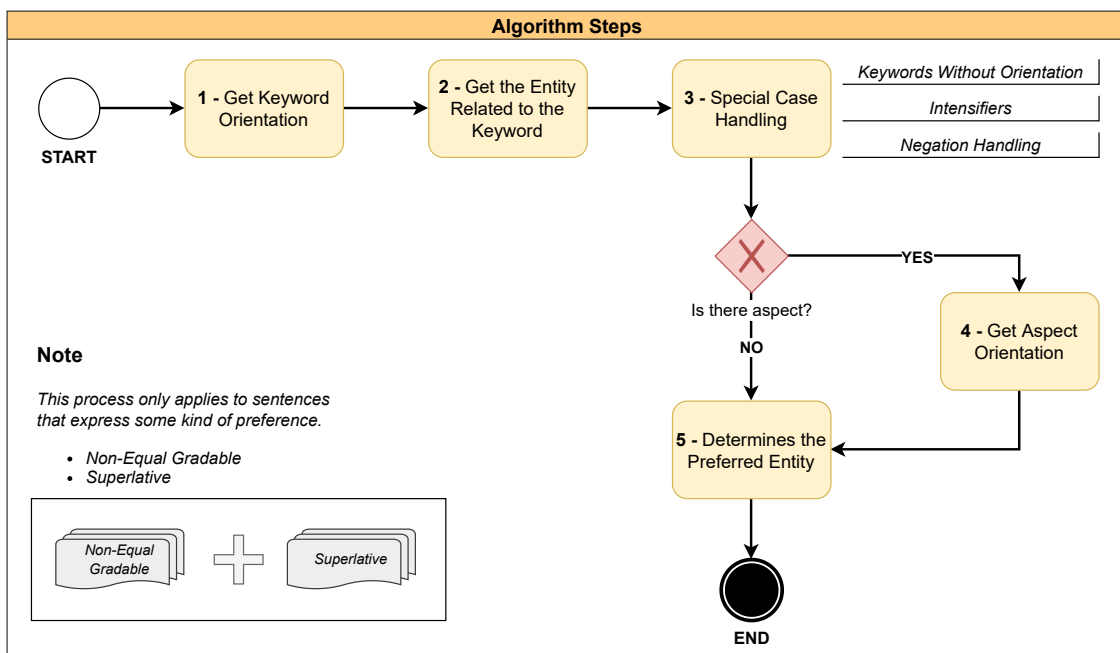 Algorithm Steps
1 - Get Keyword
Orientation
2 - Get the Entity
Related to the
Keyword
3 - Special Case
Handling
Keywords Without Orientation
Intensifiers
Negation Handling
START
YES
Is there aspect?
NO
4 - Get Aspect
Orientation
Note
This process only applies to sentences
that express some kind of preference.
• Non-Equal Gradable
• Superlative
5 - Determines the
Preferred Entity
Non-Equal
Gradable
Superlative
END